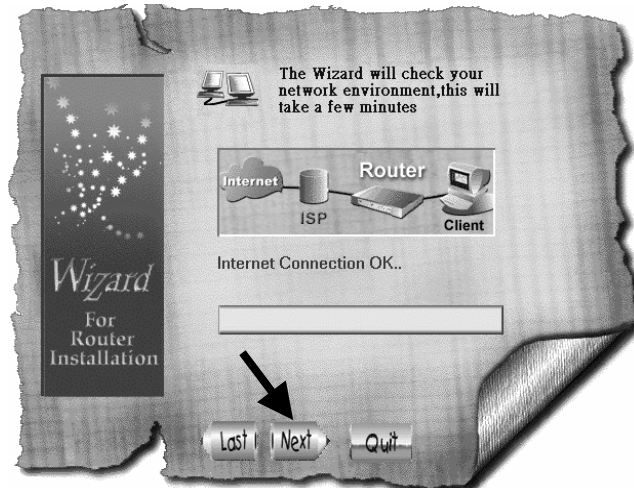 The Wizard will check your
network environment,this will
take a few minutes
Internet
ISP
Router
Client
Internet Connection OK..
Wizard
For
Router
Installation
Last
Next
Quit